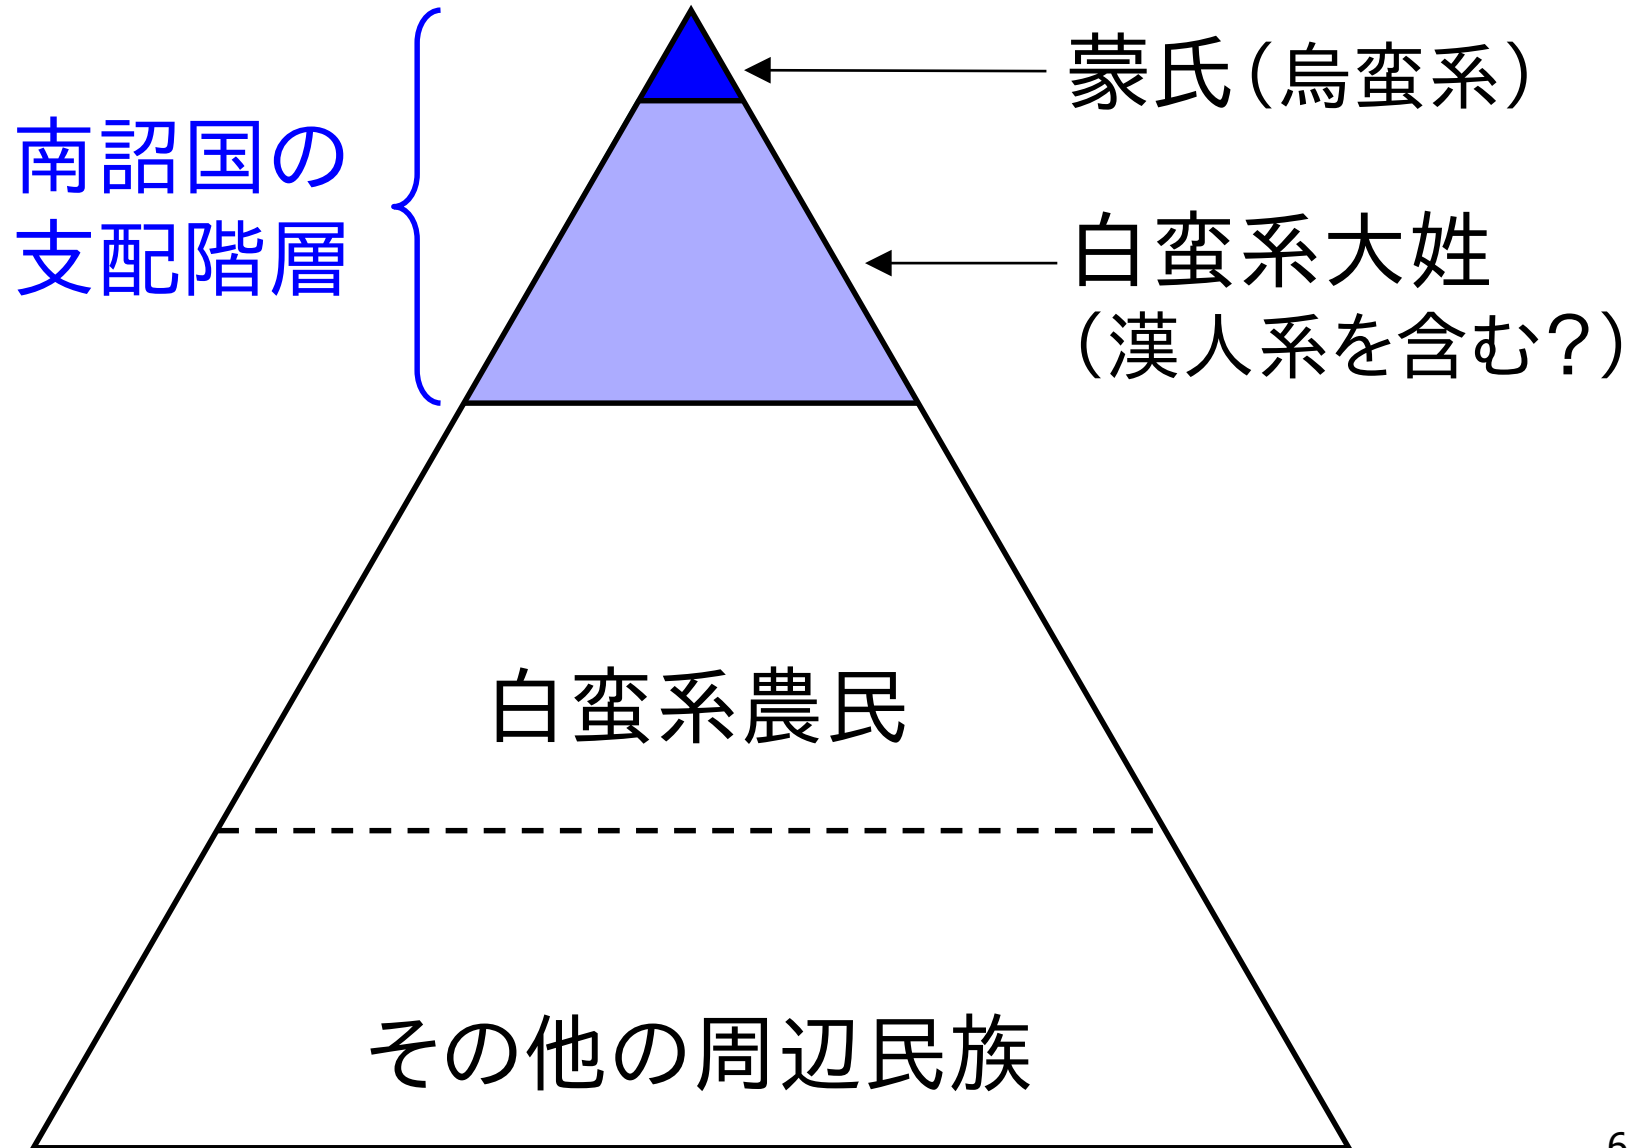 蒙氏（烏蛮系）
南詔国の
支配階層
白蛮系大姓
（漢人系を含む？）
白蛮系農民
その他の周辺民族
6